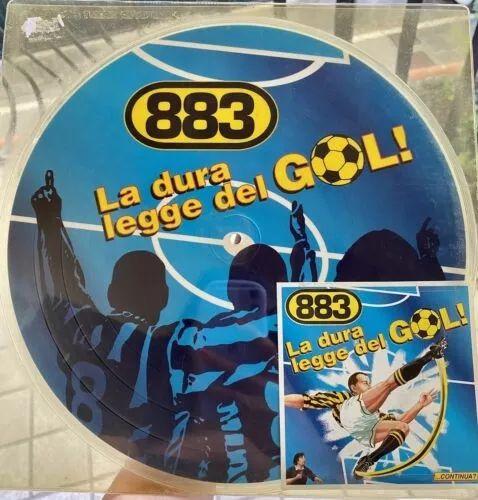 883
La dura
legge del GOL!
883
La dura
legge del GOL!
...CONTINUA?